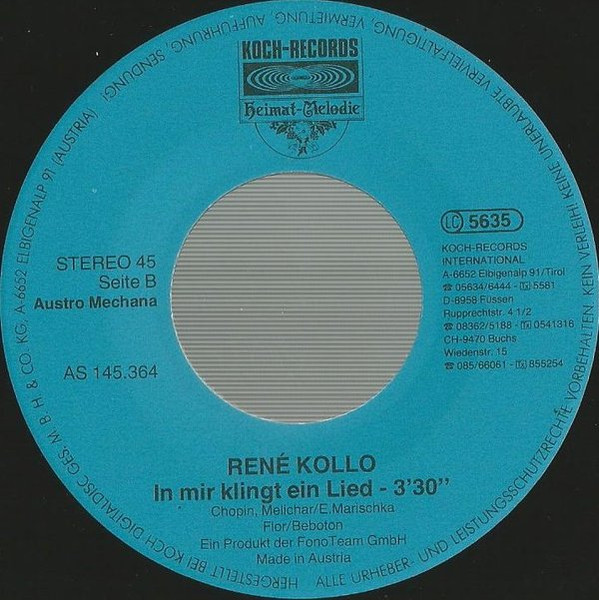 KOCH-RECORDS
Heimat-Melodie
LC 5635
KOCH-RECORDS
INTERNATIONAL
A-6652 Elbigenalp 91/Tirol
☎ 05634/6444 - Tx 5581
D-8958 Füssen
Rupprechtstr. 4 1/2
☎ 08362/5188 - Tx 0541318
CH-9470 Buchs
Wiedenstr. 15
☎ 085/66061 - Tx 855254
STEREO 45
Seite B
Austro Mechana
AS 145.364
RENÉ KOLLO
In mir klingt ein Lied - 3'30''
Chopin, Melichar/E.Marischka
Flor/Beboton
Ein Produkt der FonoTeam GmbH
Made in Austria
HERGESTELLT BEI KOCH DIGITALDISC GES. M. B. H & CO. KG, A-6652 ELBIGENALP 91 (AUSTRIA)
ALLE URHEBER- UND LEISTUNGSSCHUTZRECHTE VORBEHALTEN. KEIN VERLEIH! KEINE UNERLAUBTE VERVIELFÄLTIGUNG, VERMIETUNG, AUFFÜHRUNG, SENDUNG!